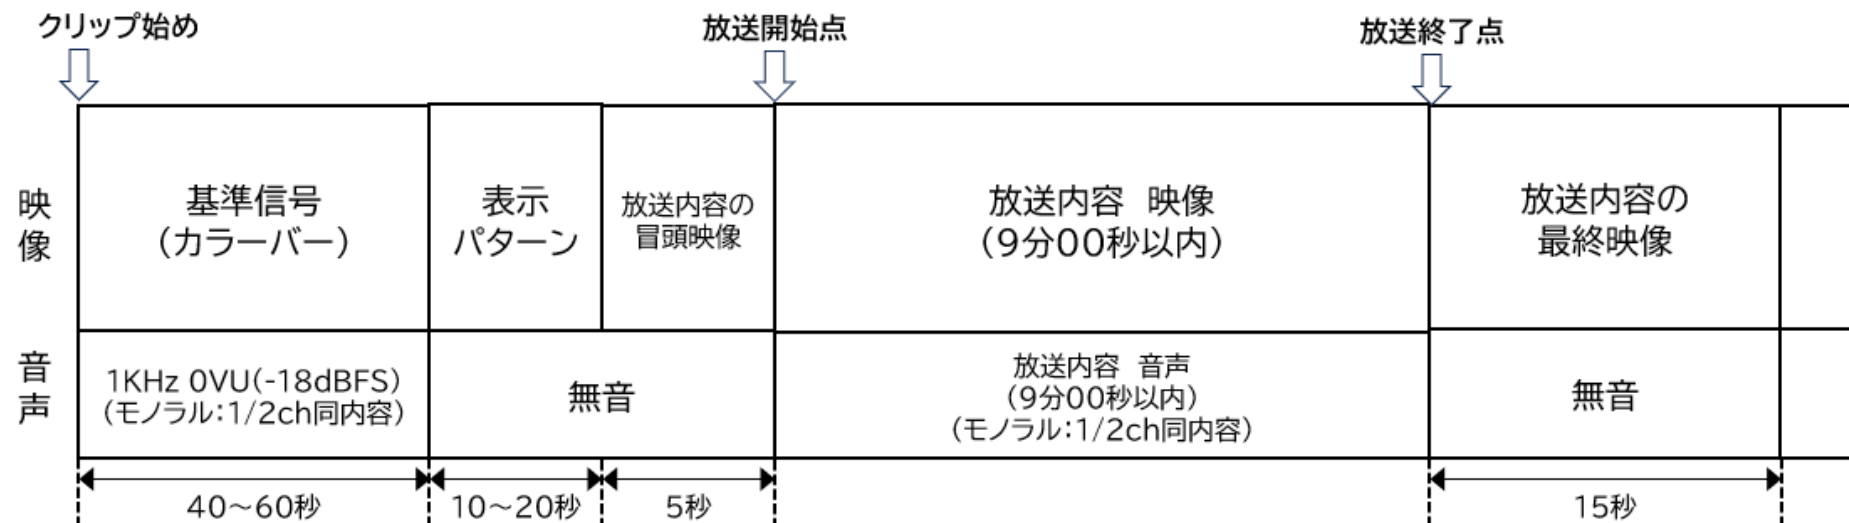 クリップ始め
放送開始点
放送終了点
映像
基準信号
(カラーバー)
表示
パターン
放送内容の
冒頭映像
放送内容 映像
(9分00秒以内)
放送内容の
最終映像
音声
1KHz 0VU(-18dBFS)
(モノラル:1/2ch同内容)
無音
放送内容 音声
(9分00秒以内)
(モノラル:1/2ch同内容)
無音
40~60秒
10~20秒
5秒
15秒